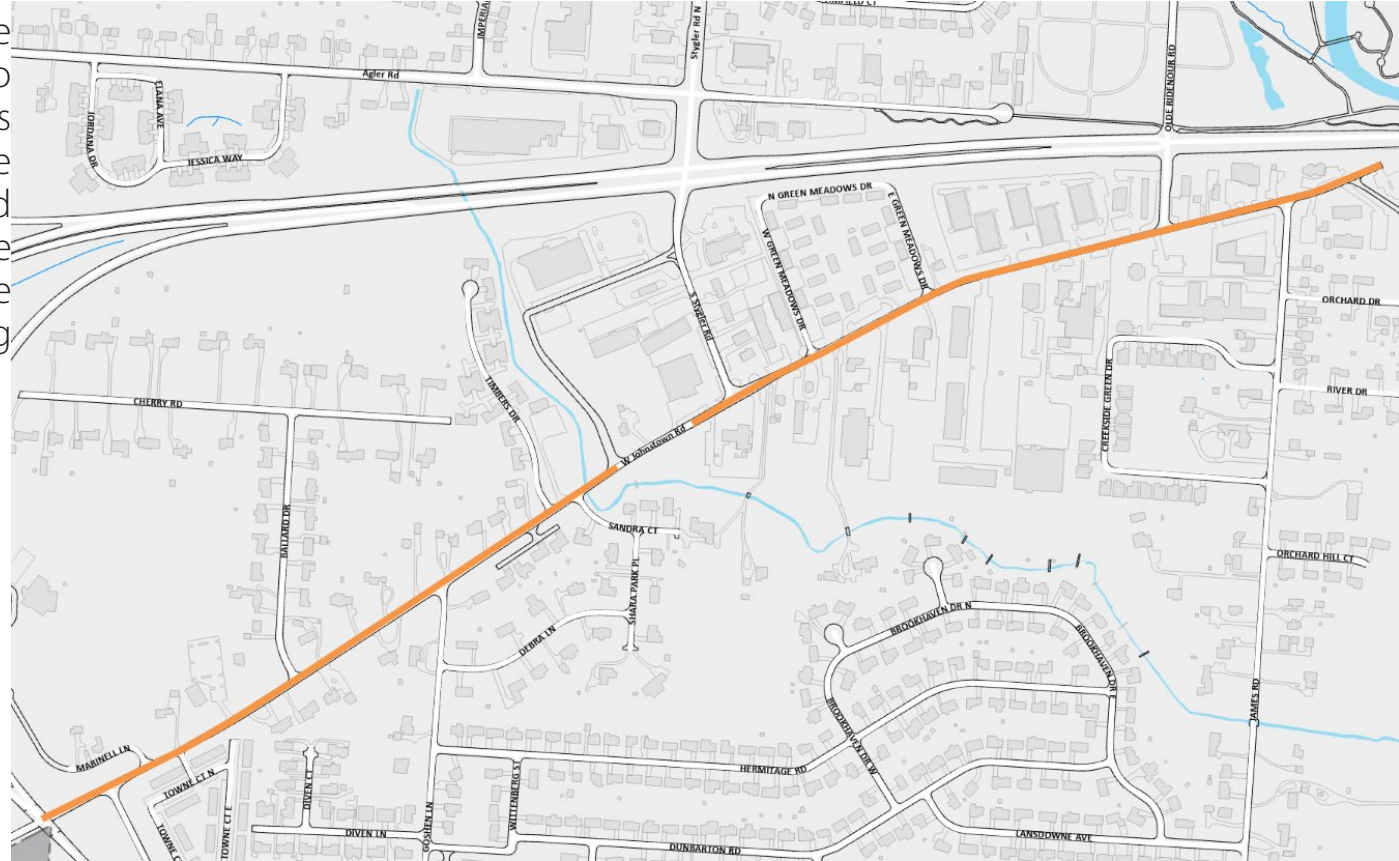 e
o
s
e
d
e
e
g
IMPERIA
Stygler Rd N
Agler Rd
OLDE RIDENOUR RD
ELANA AVE
JORDANA DR
JESSICA WAY
N GREEN MEADOWS DR
E GREEN MEADOWS DR
W GREEN MEADOWS DR
S Stygler Rd
ORCHARD DR
RIVER DR
CREEKSIDE GREEN DR
CHERRY RD
TIMBERS DR
W Johnstown Rd
BALLARD DR
SANDRA CT
SHARA PARK PL
ORCHARD HILL CT
DEBRA LN
BROOKHAVEN DR N
BROOKHAVEN DR E
BROOKHAVEN DR W
JAMES RD
MARINELL LN
TOWNE CT N
TOWNE CT E
TOWNE C
DIVEN CT
DIVEN LN
GOSHEN LN
WITTENBERG ST
HERMITAGE RD
DUNBARTON RD
LANSDOWNE AVE